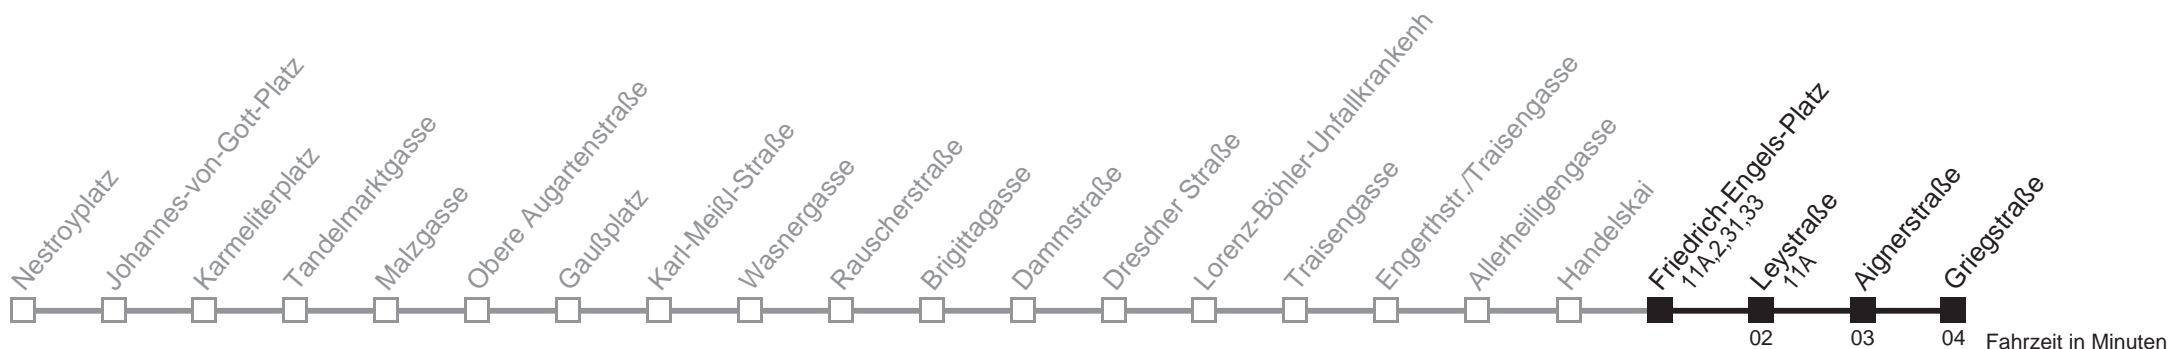 Nestroyplatz
Johannes-von-Gott-Platz
Karmeliterplatz
Tandelmarktgasse
Malzgasse
Obere Augartenstraße
Gaußplatz
Karl-Meißl-Straße
Wasnergasse
Rauscherstraße
Brigittagasse
Dammstraße
Dresdner Straße
Lorenz-Böhler-Unfallkrankenh
Traisengasse
Engerthstr./Traisengasse
Allerheiligengasse
Handelskai
Friedrich-Engels-Platz
11A,2,31,33
Leystraße
11A
Aignerstraße
Griegstraße
02
03
04
Fahrzeit in Minuten